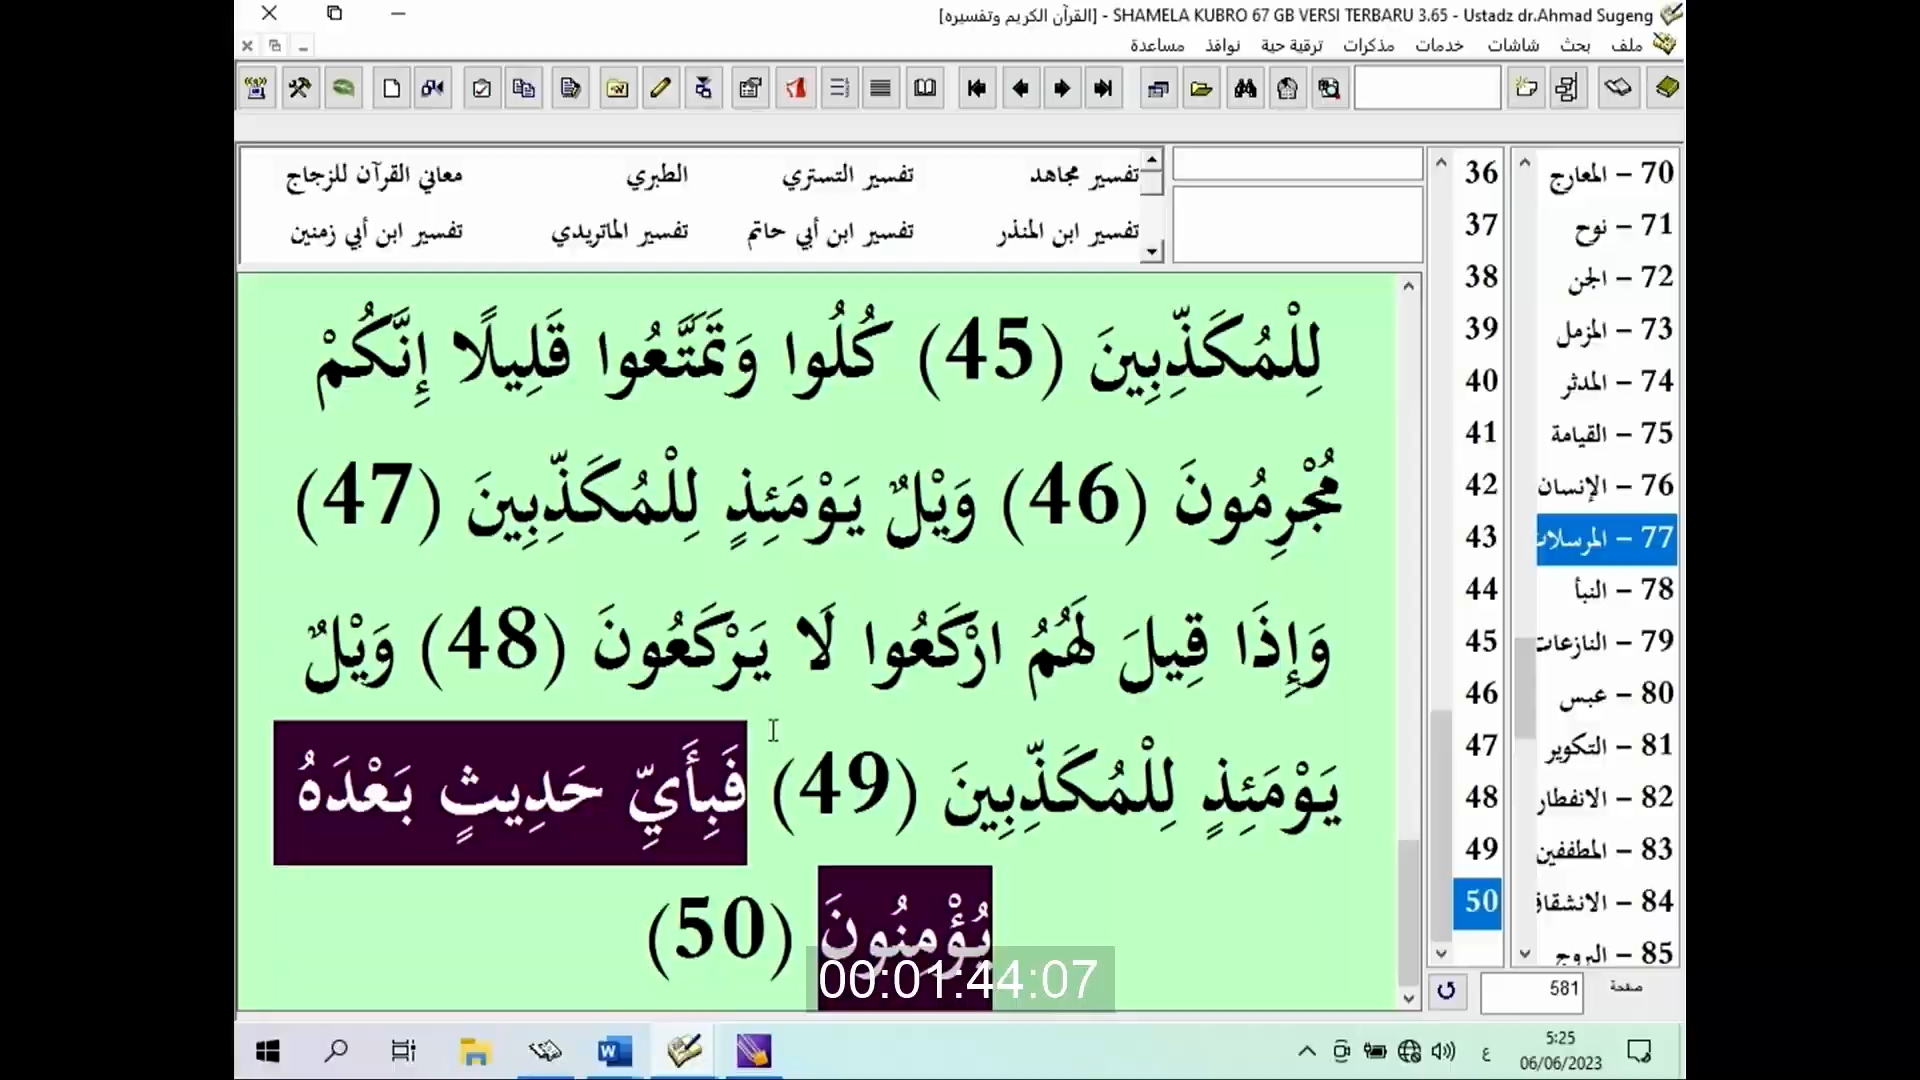 SHAMELA KUBRO 67 GB VERSI TERBARU 3.65 - Ustadz dr.Ahmad Sugeng - [القرآن الكريم وتفسيره]
ملف بحث شاشات خدمات مذكرات ترقية حية نوافذ مساعدة
تفسير مجاهد تفسير التستري الطبري معاني القرآن للزجاج
تفسير ابن المنذر تفسير ابن أبي حاتم تفسير الماتريدي تفسير ابن أبي زمنين
لِلْمُكَذِّبِينَ (45) كُلُوا وَتَمَتَّعُوا قَلِيلًا إِنَّكُمْ
مُجْرِمُونَ (46) وَيْلٌ يَوْمَئِذٍ لِلْمُكَذِّبِينَ (47)
وَإِذَا قِيلَ لَهُمُ ارْكَعُوا لَا يَرْكَعُونَ (48) وَيْلٌ
يَوْمَئِذٍ لِلْمُكَذِّبِينَ (49) فَبِأَيِّ حَدِيثٍ بَعْدَهُ
يُؤْمِنُونَ (50)
00:01:44:07
36
37
38
39
40
41
42
43
44
45
46
47
48
49
50
70 – المعارج
71 – نوح
72 – الجن
73 – المزمل
74 – المدثر
75 – القيامة
76 – الإنسان
77 – المرسلات
78 – النبأ
79 – النازعات
80 – عبس
81 – التكوير
82 – الانفطار
83 – المطففين
84 – الانشقاق
85 – البروج
صفحة 581
ع
5:25
06/06/2023